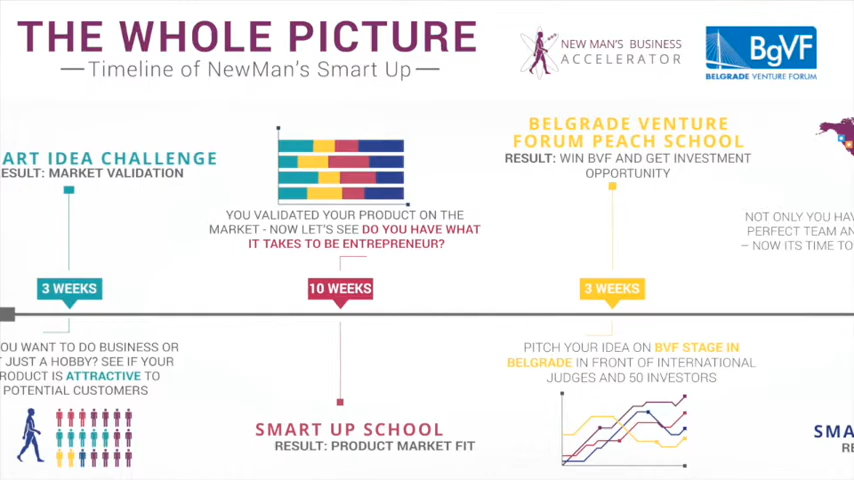 THE WHOLE PICTURE
Timeline of NewMan's Smart Up
NEW MAN'S BUSINESS
ACCELERATOR
BgVF
BELGRADE VENTURE FORUM
ART IDEA CHALLENGE
ESULT: MARKET VALIDATION
YOU VALIDATED YOUR PRODUCT ON THE
MARKET - NOW LET'S SEE DO YOU HAVE WHAT
IT TAKES TO BE ENTREPRENEUR?
BELGRADE VENTURE
FORUM PEACH SCHOOL
RESULT: WIN BVF AND GET INVESTMENT
OPPORTUNITY
NOT ONLY YOU HAV
PERFECT TEAM AN
– NOW ITS TIME TO
3 WEEKS
10 WEEKS
3 WEEKS
OU WANT TO DO BUSINESS OR
T JUST A HOBBY? SEE IF YOUR
RODUCT IS ATTRACTIVE TO
POTENTIAL CUSTOMERS
SMART UP SCHOOL
RESULT: PRODUCT MARKET FIT
PITCH YOUR IDEA ON BVF STAGE IN
BELGRADE IN FRONT OF INTERNATIONAL
JUDGES AND 50 INVESTORS
SMA
RE